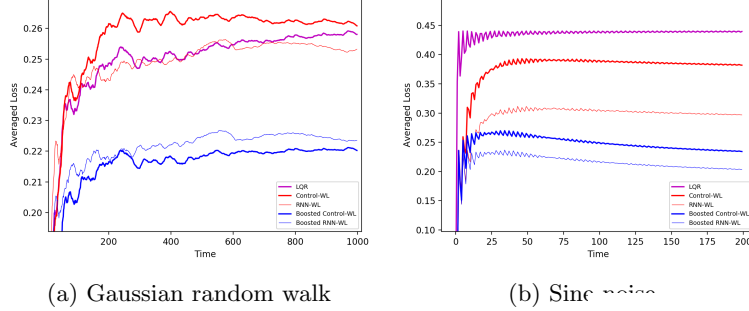 0.26
0.25
0.24
0.23
0.22
0.21
0.20
Averaged Loss
200
400
600
800
1000
Time
LQR
Control-WL
RNN-WL
Boosted Control-WL
Boosted RNN-WL
(a) Gaussian random walk
0.45
0.40
0.35
0.30
0.25
0.20
0.15
0.10
Averaged Loss
0
25
50
75
100
125
150
175
200
Time
LQR
Control-WL
RNN-WL
Boosted Control-WL
Boosted RNN-WL
(b) Sine